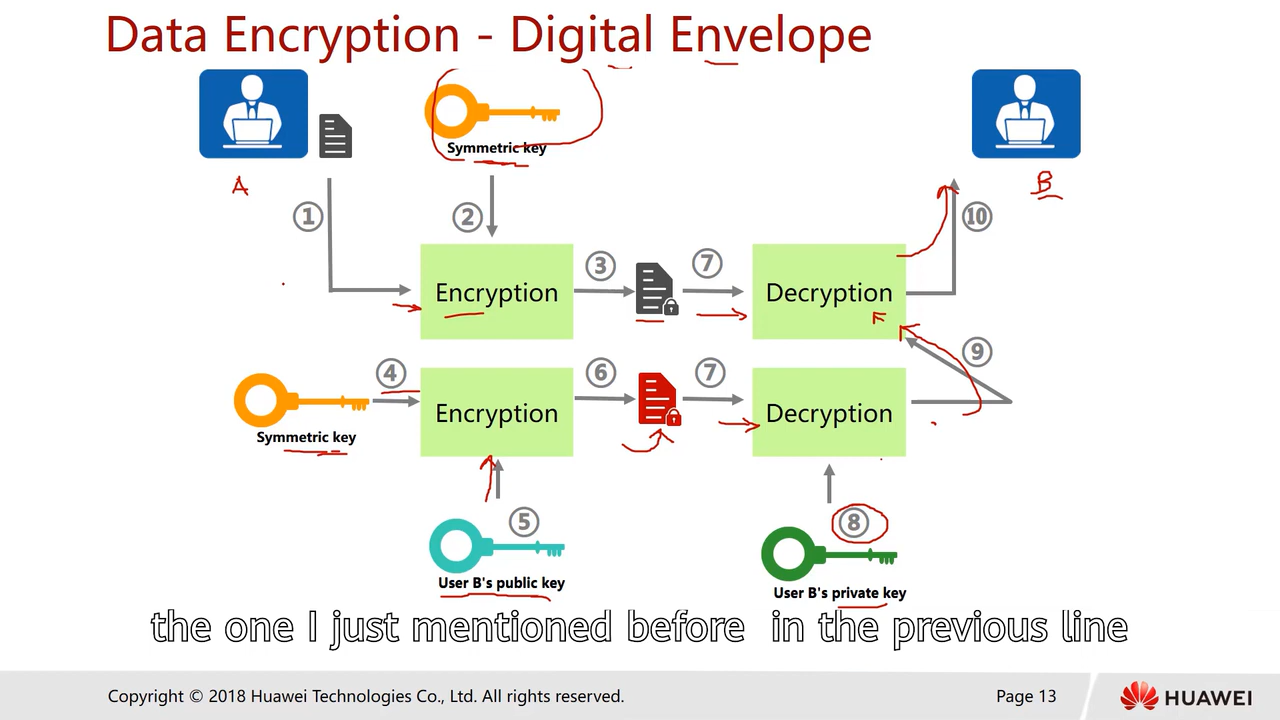 Data Encryption - Digital Envelope
Symmetric key
A
B
①
②
⑩
③
⑦
Encryption
Decryption
⑨
④
⑥
⑦
Encryption
Decryption
Symmetric key
⑤
⑧
User B's public key
User B's private key
the one I just mentioned before in the previous line
Copyright © 2018 Huawei Technologies Co., Ltd. All rights reserved.
Page 13
HUAWEI